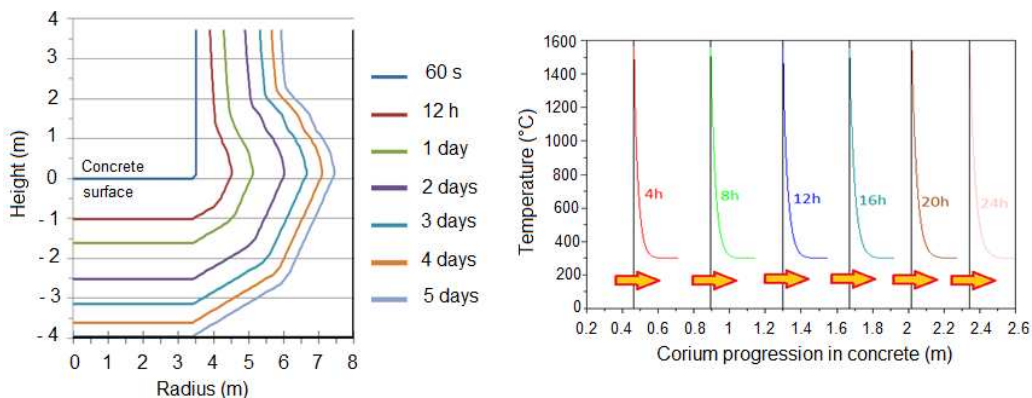 4
3
2
1
0
- 1
- 2
- 3
- 4
Height (m)
Concrete
surface
0 1 2 3 4 5 6 7 8
Radius (m)
60 s
12 h
1 day
2 days
3 days
4 days
5 days
1600
1400
1200
1000
800
600
400
200
0
Temperature (°C)
4h 8h 12h 16h 20h 24h
0.2 0.4 0.6 0.8 1 1.2 1.4 1.6 1.8 2 2.2 2.4 2.6
Corium progression in concrete (m)